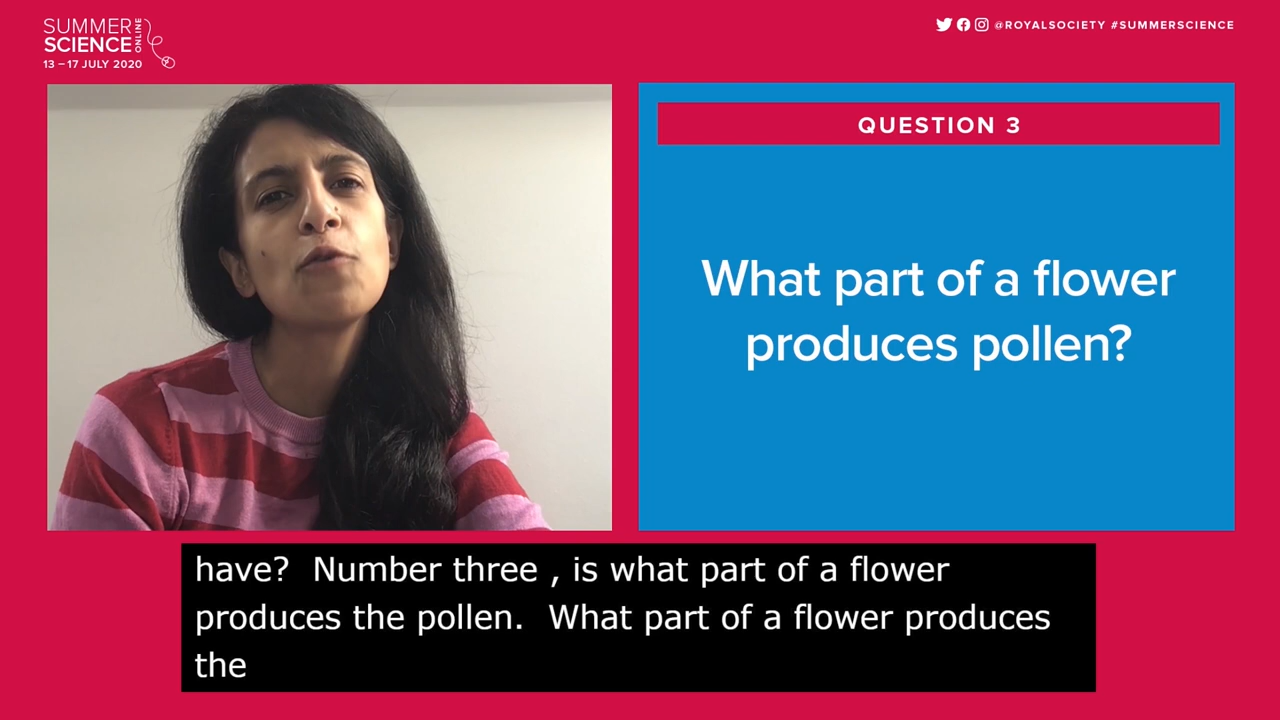 SUMMER
SCIENCE
ONLINE
13 – 17 JULY 2020
@ROYALSOCIETY #SUMMERSCIENCE
QUESTION 3
What part of a flower
produces pollen?
have?  Number three , is what part of a flower
produces the pollen.  What part of a flower produces
the